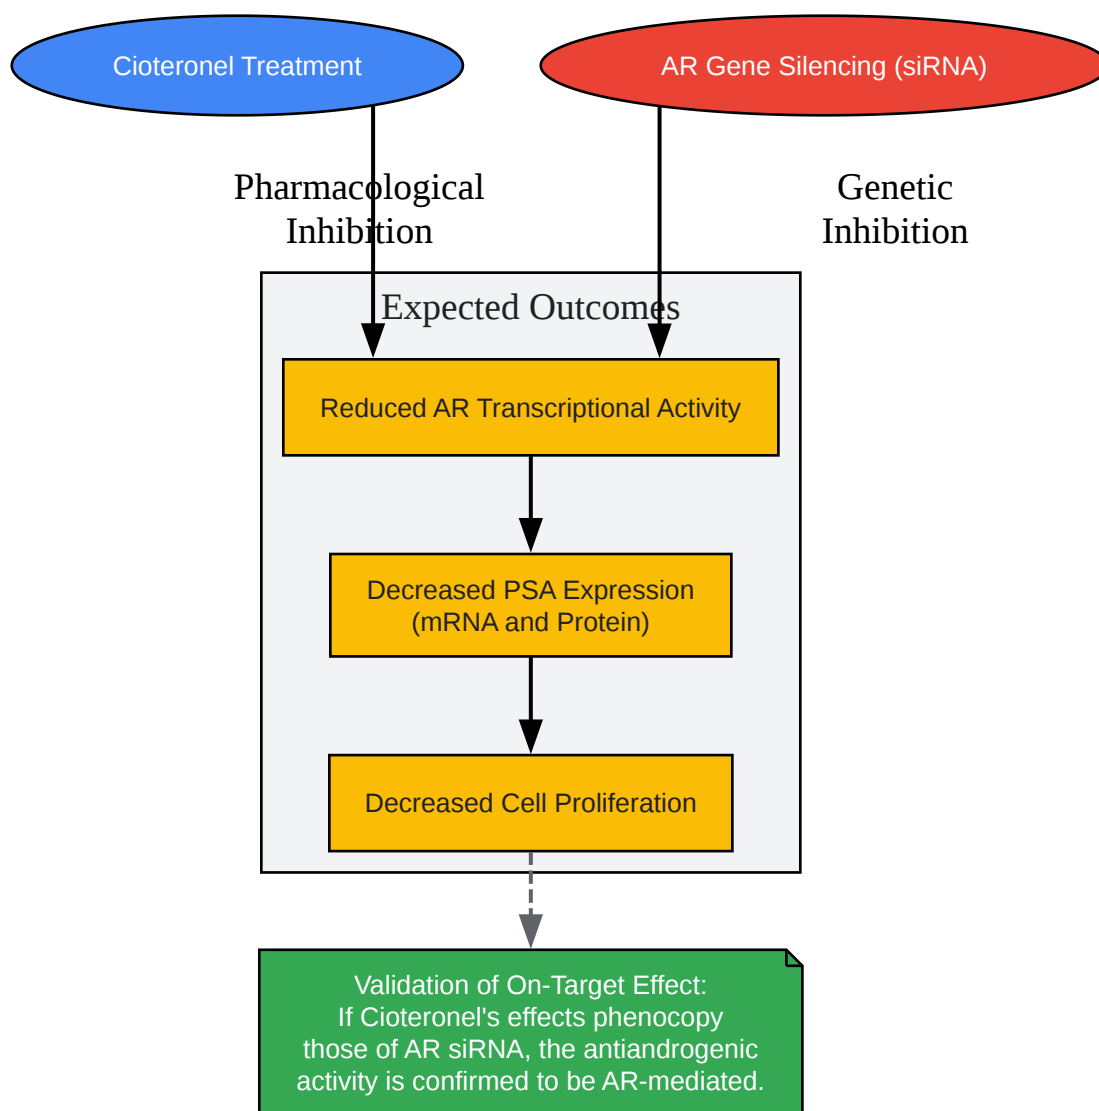 Cioteronel Treatment
AR Gene Silencing (siRNA)
Pharmacological
Inhibition
Genetic
Inhibition
Expected Outcomes
Reduced AR Transcriptional Activity
Decreased PSA Expression
(mRNA and Protein)
Decreased Cell Proliferation
Validation of On-Target Effect:
If Cioteronel's effects phenocopy
those of AR siRNA, the antiandrogenic
activity is confirmed to be AR-mediated.